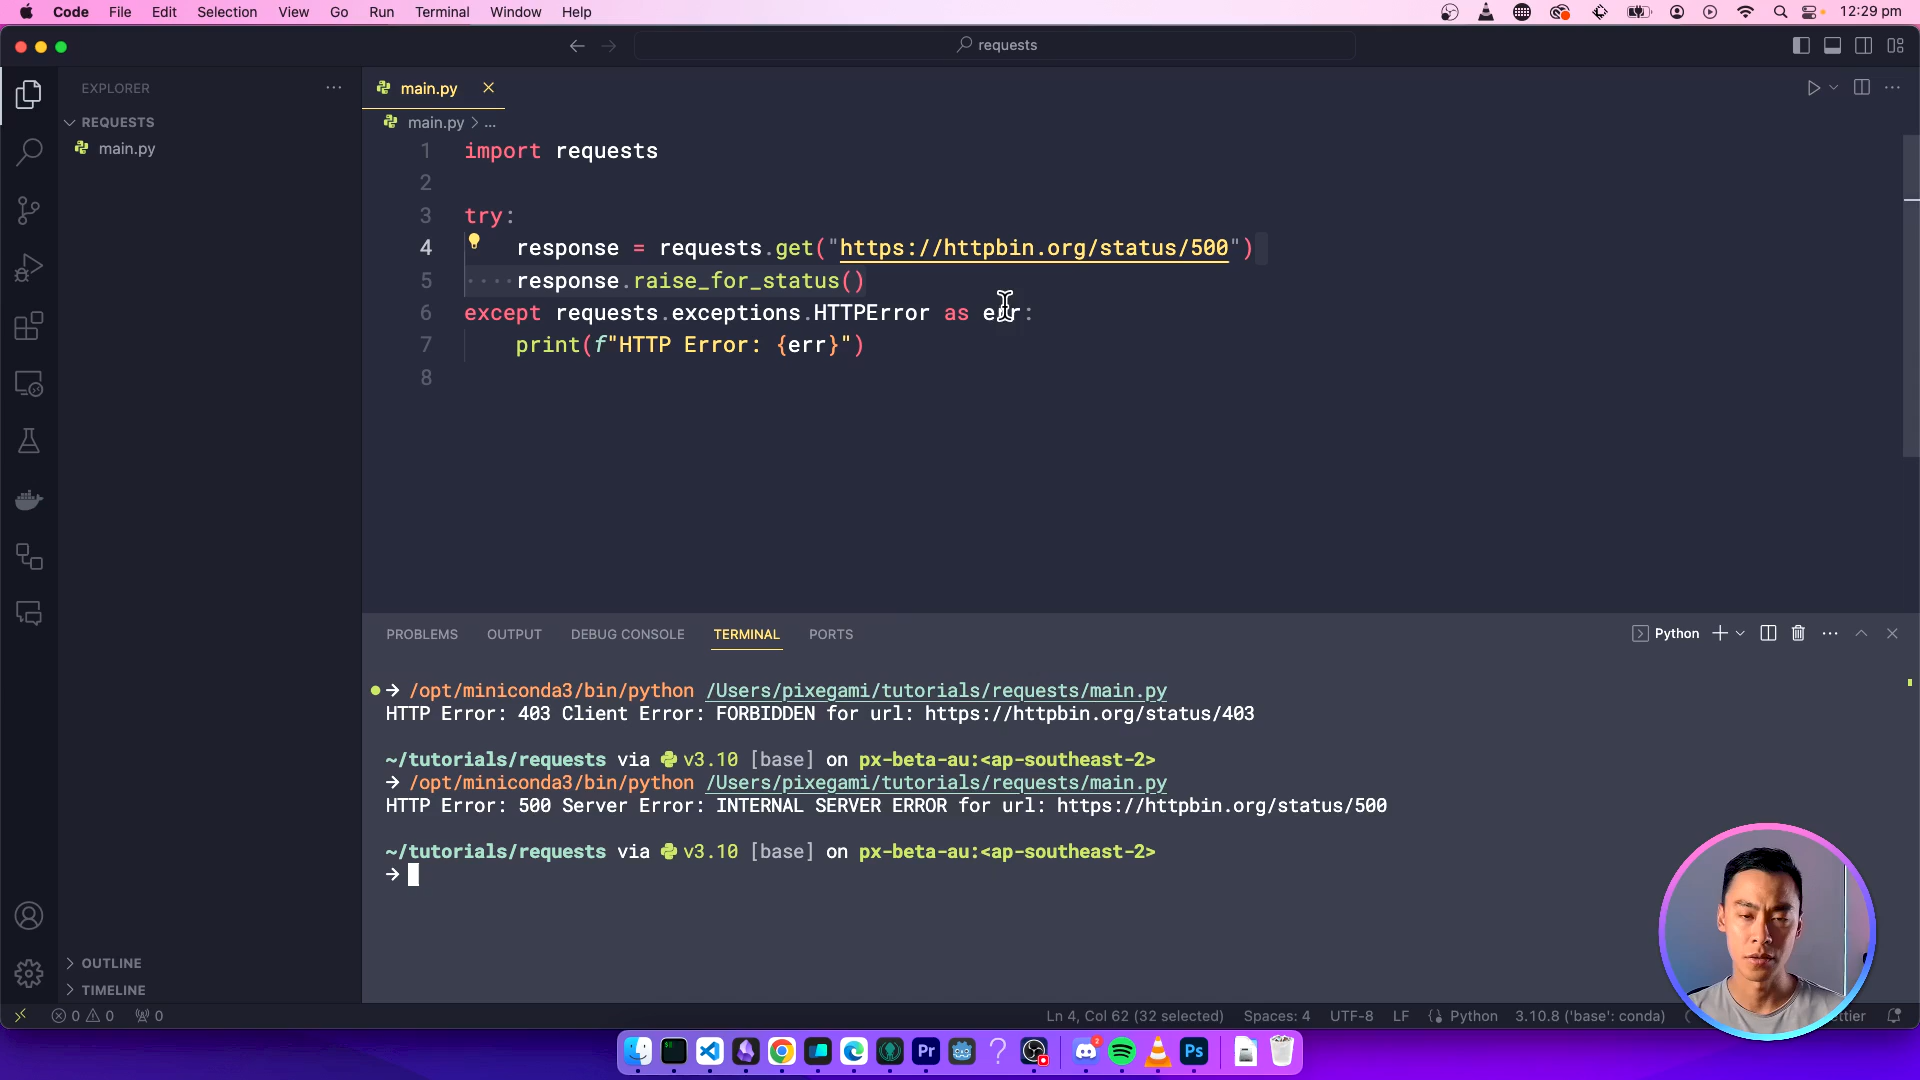 Code File Edit Selection View Go Run Terminal Window Help 12:29 pm
requests
EXPLORER
REQUESTS
main.py
main.py
main.py > ...
1 import requests
2
3 try:
4 response = requests.get("https://httpbin.org/status/500")
5 ····response.raise_for_status()
6 except requests.exceptions.HTTPError as err:
7 print(f"HTTP Error: {err}")
8
PROBLEMS OUTPUT DEBUG CONSOLE TERMINAL PORTS
Python
→ /opt/miniconda3/bin/python /Users/pixegami/tutorials/requests/main.py
HTTP Error: 403 Client Error: FORBIDDEN for url: https://httpbin.org/status/403
~/tutorials/requests via v3.10 [base] on px-beta-au:<ap-southeast-2>
→ /opt/miniconda3/bin/python /Users/pixegami/tutorials/requests/main.py
HTTP Error: 500 Server Error: INTERNAL SERVER ERROR for url: https://httpbin.org/status/500
~/tutorials/requests via v3.10 [base] on px-beta-au:<ap-southeast-2>
→
OUTLINE
TIMELINE
0 0 0 Ln 4, Col 62 (32 selected) Spaces: 4 UTF-8 LF Python 3.10.8 ('base': conda)
Pr ? 2 Ps